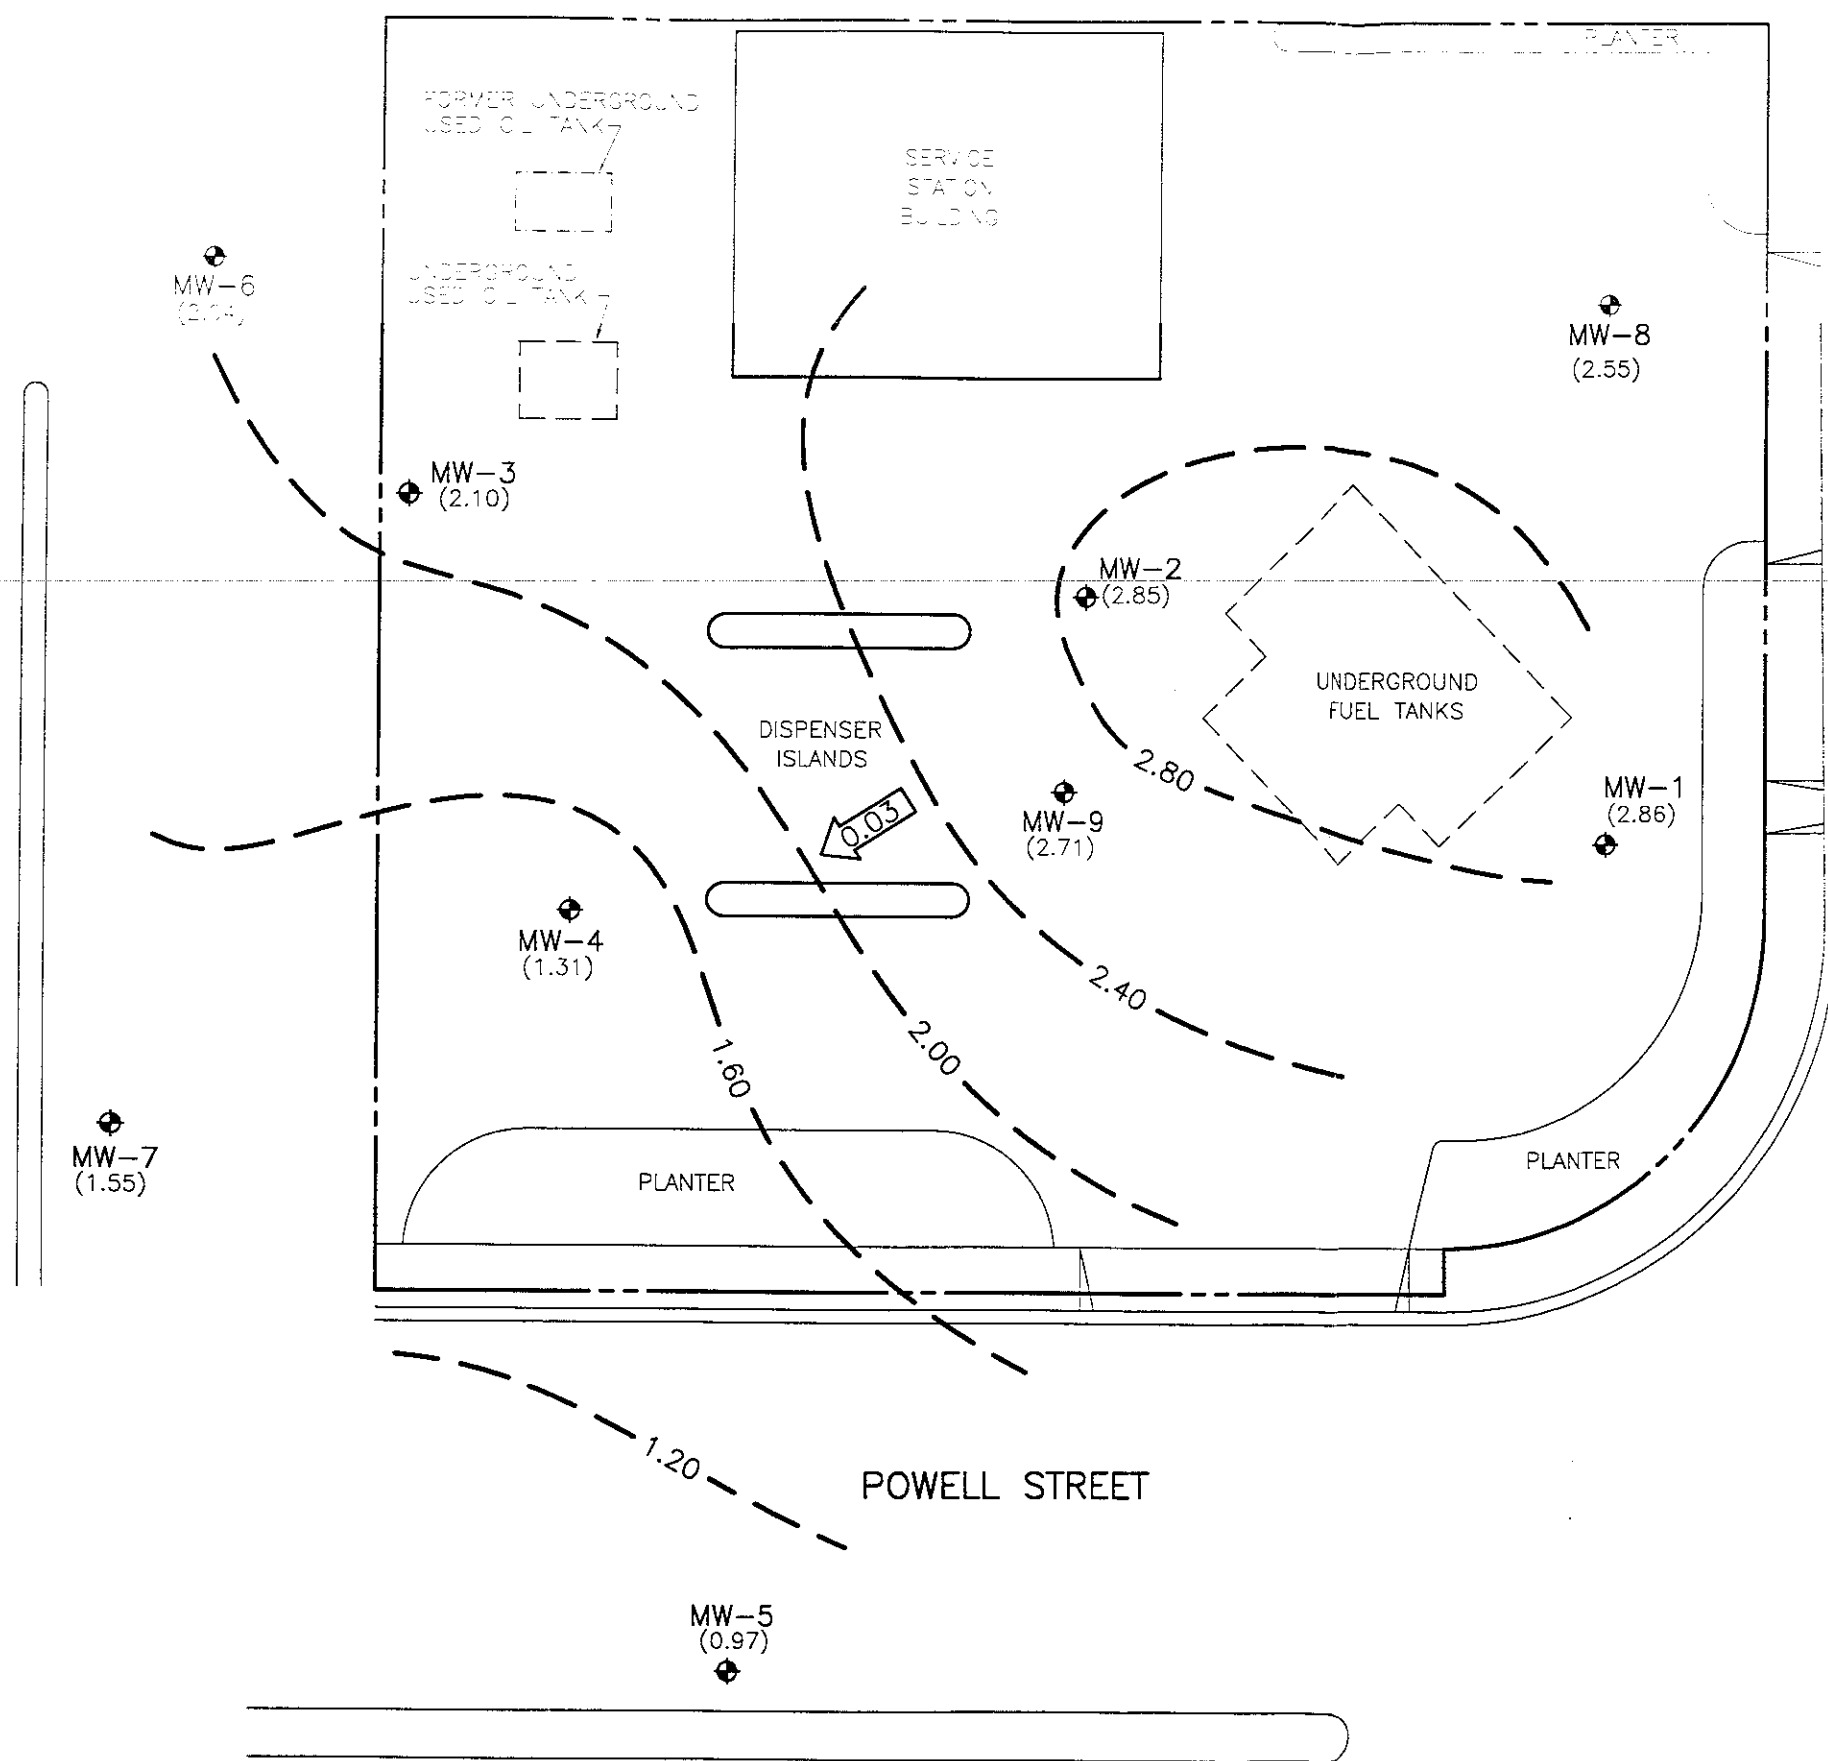 PLANTER
FORMER UNDERGROUND
USED OIL TANK
SERVICE
STATION
BUILDING
MW-6
UNDERGROUND
USED OIL TANK
MW-8
(2.55)
MW-3
(2.10)
MW-2
(2.85)
UNDERGROUND
FUEL TANKS
DISPENSER
ISLANDS
2.80
0.03
MW-1
(2.86)
MW-9
(2.71)
MW-4
(1.31)
2.40
2.00
1.60
MW-7
(1.55)
PLANTER
PLANTER
1.20
POWELL STREET
MW-5
(0.97)